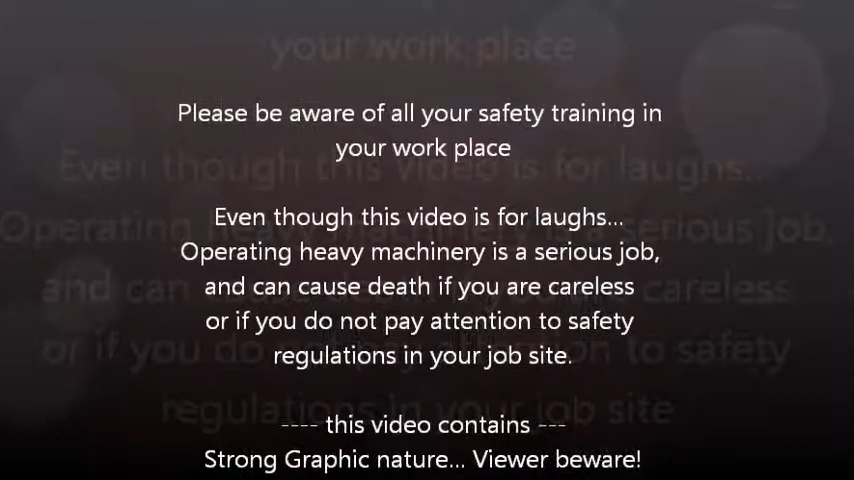 Please be aware of all your safety training in
your work place
Even though this video is for laughs...
Operating heavy machinery is a serious job,
and can cause death if you are careless
or if you do not pay attention to safety
regulations in your job site.
---- this video contains ---
Strong Graphic nature... Viewer beware!